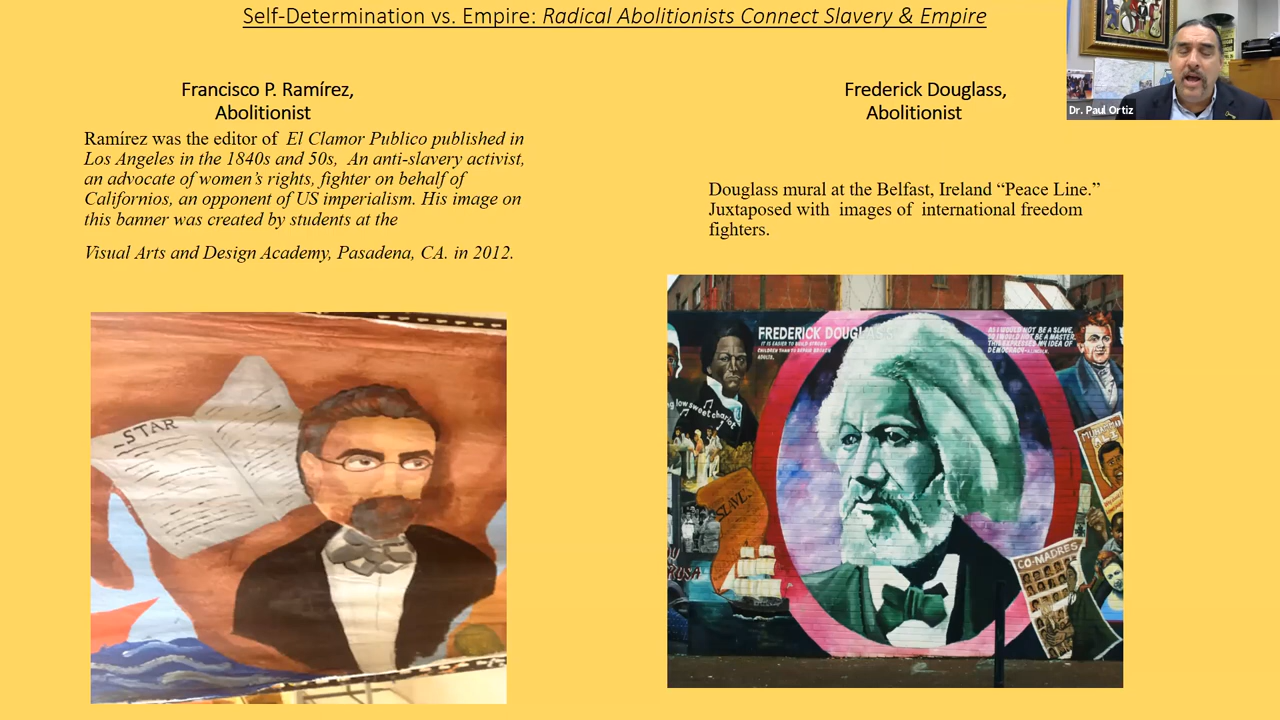 Self-Determination vs. Empire: Radical Abolitionists Connect Slavery & Empire
Francisco P. Ramírez,
Abolitionist
Ramírez was the editor of El Clamor Publico published in
Los Angeles in the 1840s and 50s, An anti-slavery activist,
an advocate of women's rights, fighter on behalf of
Californios, an opponent of US imperialism. His image on
this banner was created by students at the
Visual Arts and Design Academy, Pasadena, CA. in 2012.
STAR
Frederick Douglass,
Abolitionist
Douglass mural at the Belfast, Ireland “Peace Line.”
Juxtaposed with images of international freedom
fighters.
FREDERICK DOUGLASS
IT IS EASIER TO BUILD STRONG
CHILDREN THAN TO REPAIR BROKEN
ADULTS.
AS I WOULD NOT BE A SLAVE,
SO I WOULD NOT BE A MASTER.
THIS EXPRESSES MY IDEA OF
DEMOCRACY
low sweet chariot
MUHAMMAD
ALI
SLAVE
CO-MADRES
Dr. Paul Ortiz